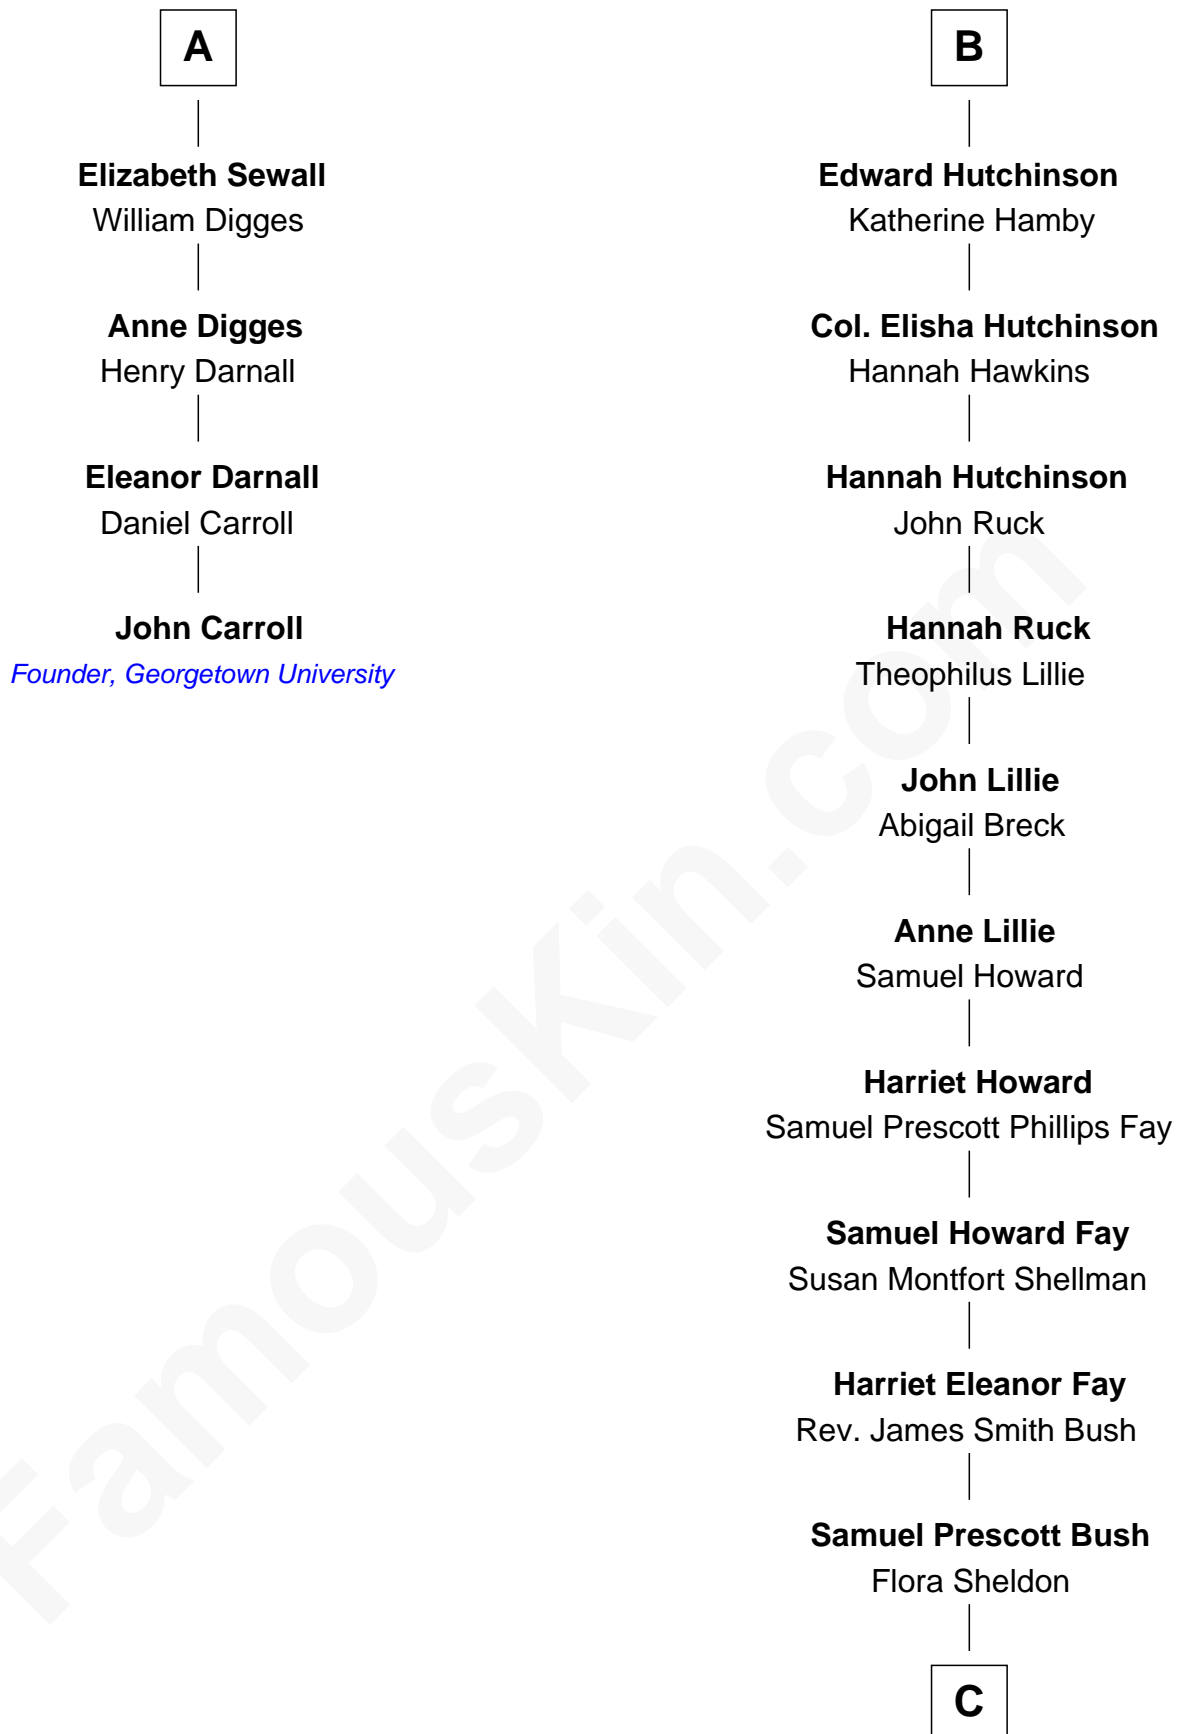 A
Elizabeth Sewall
William Digges
Anne Digges
Henry Darnall
Eleanor Darnall
Daniel Carroll
John Carroll
Founder, Georgetown University
B
Edward Hutchinson
Katherine Hamby
Col. Elisha Hutchinson
Hannah Hawkins
Hannah Hutchinson
John Ruck
Hannah Ruck
Theophilus Lillie
John Lillie
Abigail Breck
Anne Lillie
Samuel Howard
Harriet Howard
Samuel Prescott Phillips Fay
Samuel Howard Fay
Susan Montfort Shellman
Harriet Eleanor Fay
Rev. James Smith Bush
Samuel Prescott Bush
Flora Sheldon
C
FamousKin.com